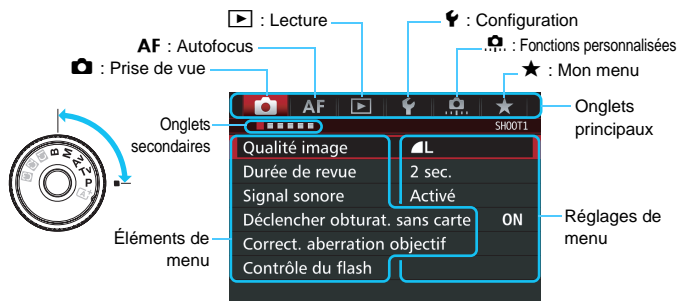 : Lecture
: Configuration
AF : Autofocus
: Fonctions personnalisées
: Prise de vue
★ : Mon menu
AF
★
Onglets principaux
Onglets secondaires
SHOOT1
Qualité image L
Durée de revue 2 sec.
Signal sonore Activé
Déclencher obturat. sans carte ON
Correct. aberration objectif
Contrôle du flash
Éléments de menu
Réglages de menu
B
M
Av
Tv
P
A+